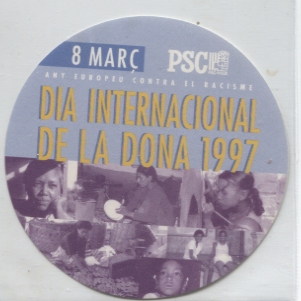 8 MARÇ
PSC
ANY EUROPEU CONTRA EL RACISME
DIA INTERNACIONAL
DE LA DONA 1997